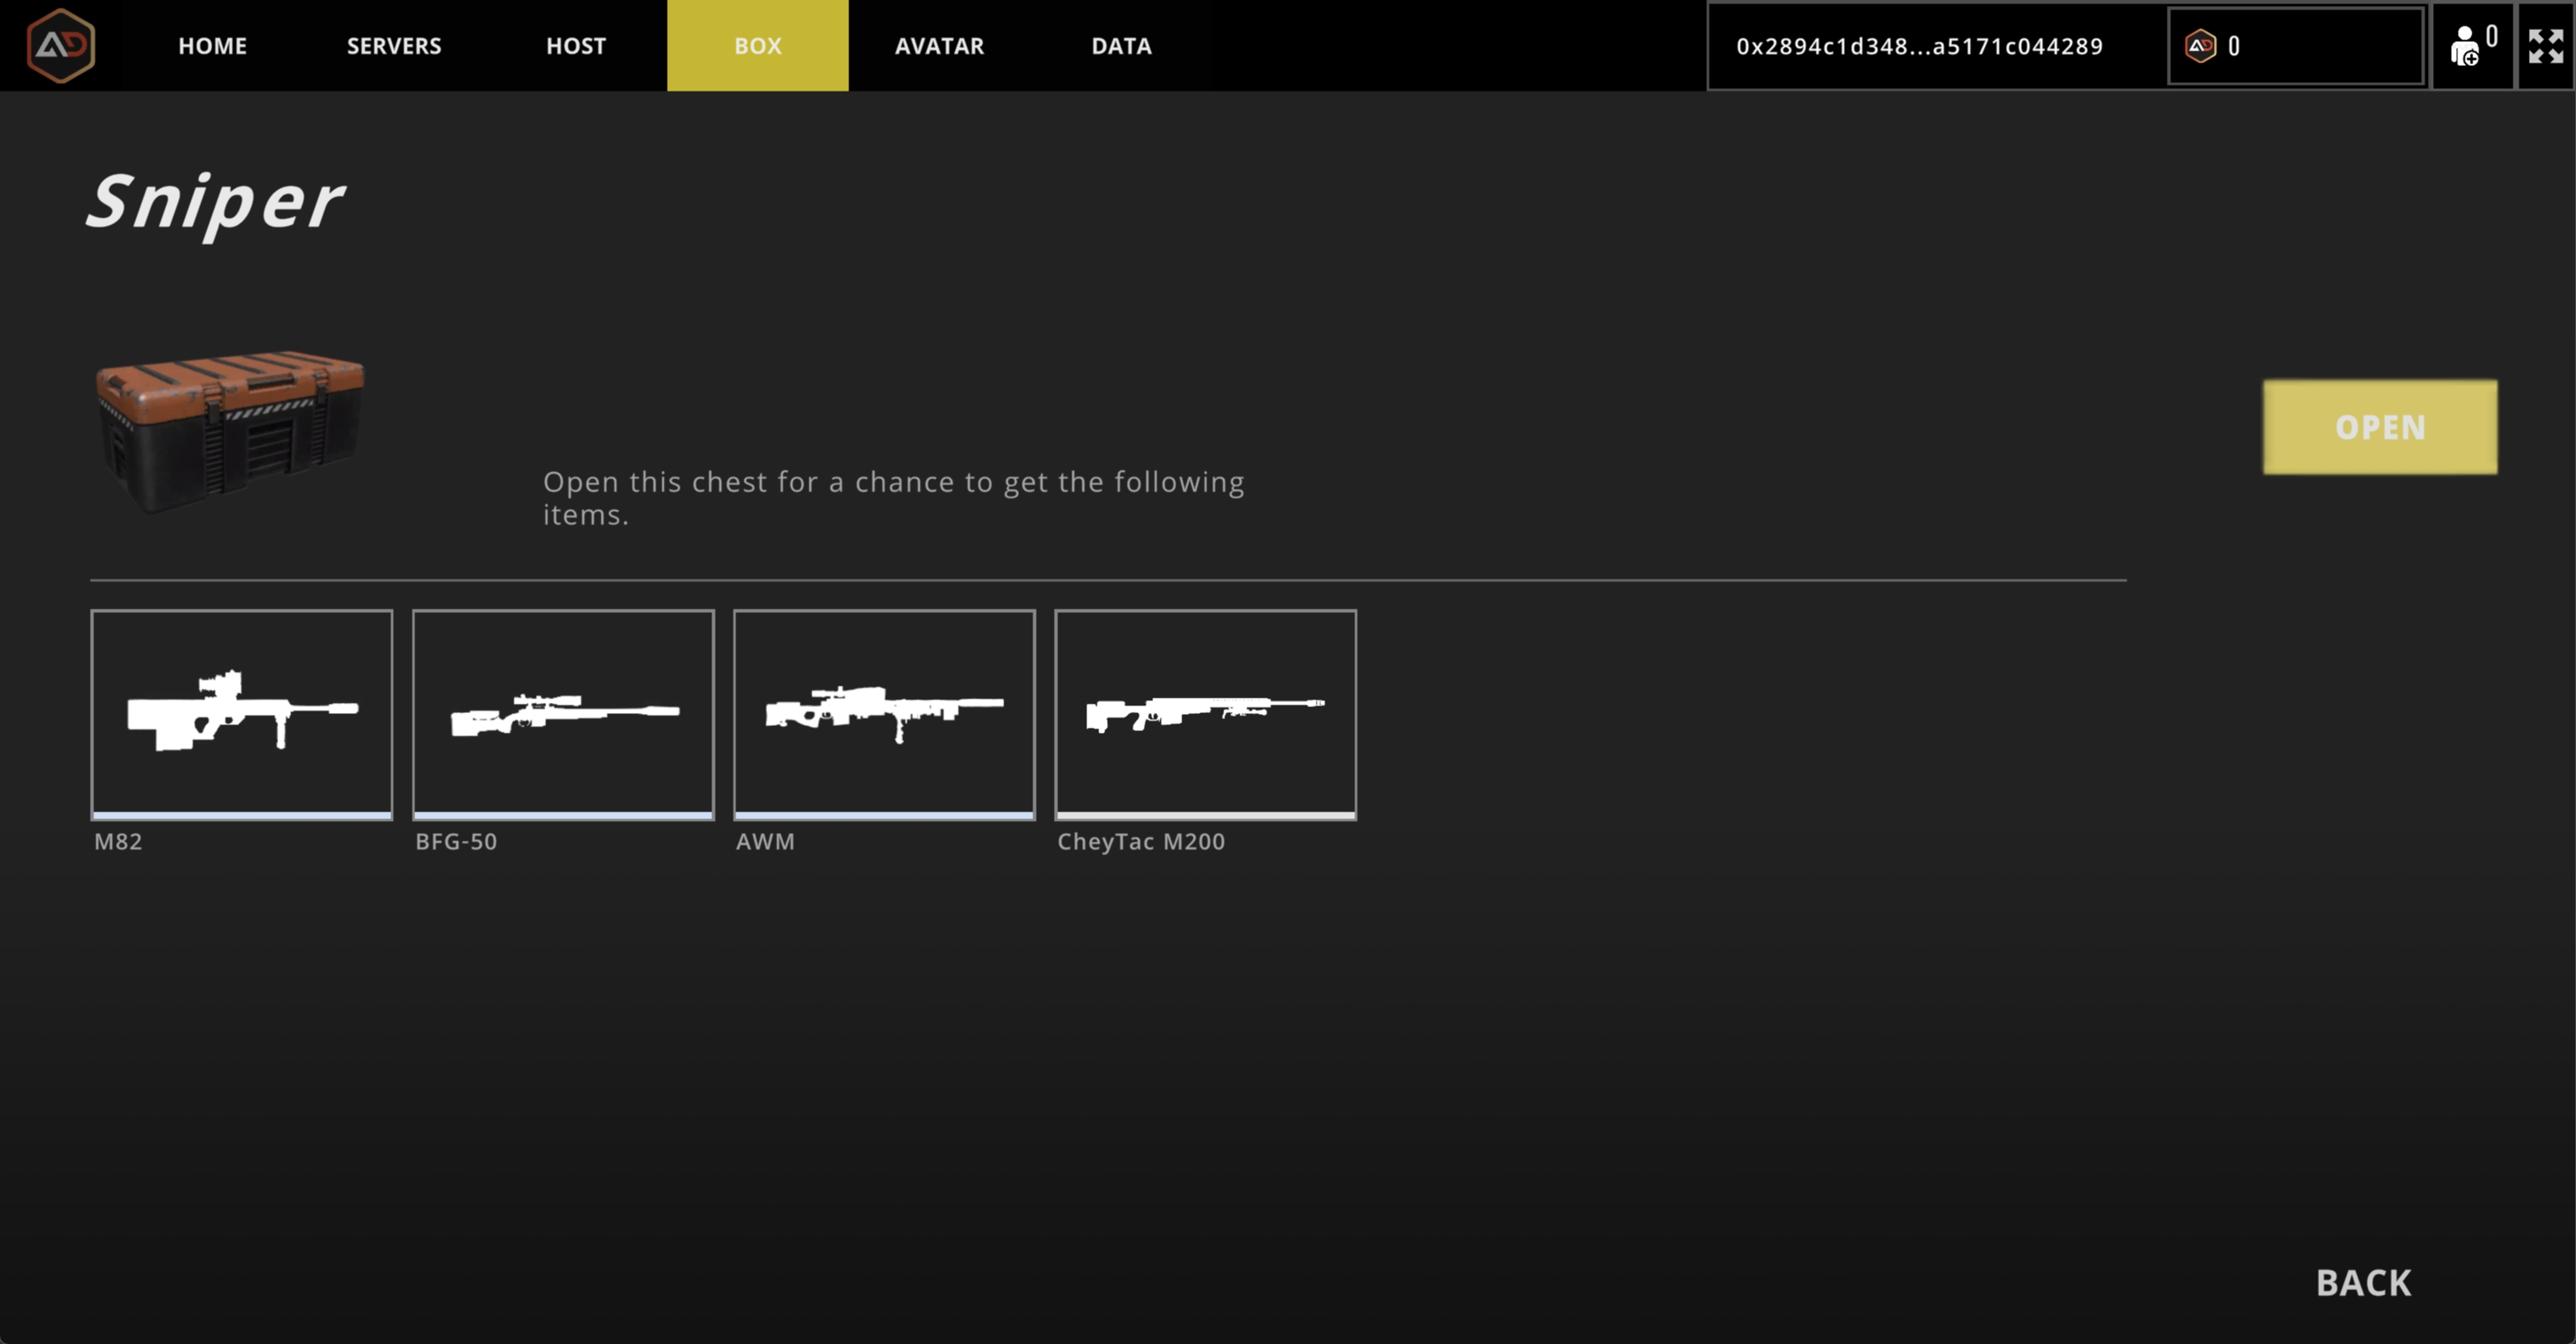 HOME
SERVERS
HOST
BOX
AVATAR
DATA
0x2894c1d348...a5171c044289
0
0
Sniper
Open this chest for a chance to get the following
items.
OPEN
M82
BFG-50
AWM
CheyTac M200
BACK